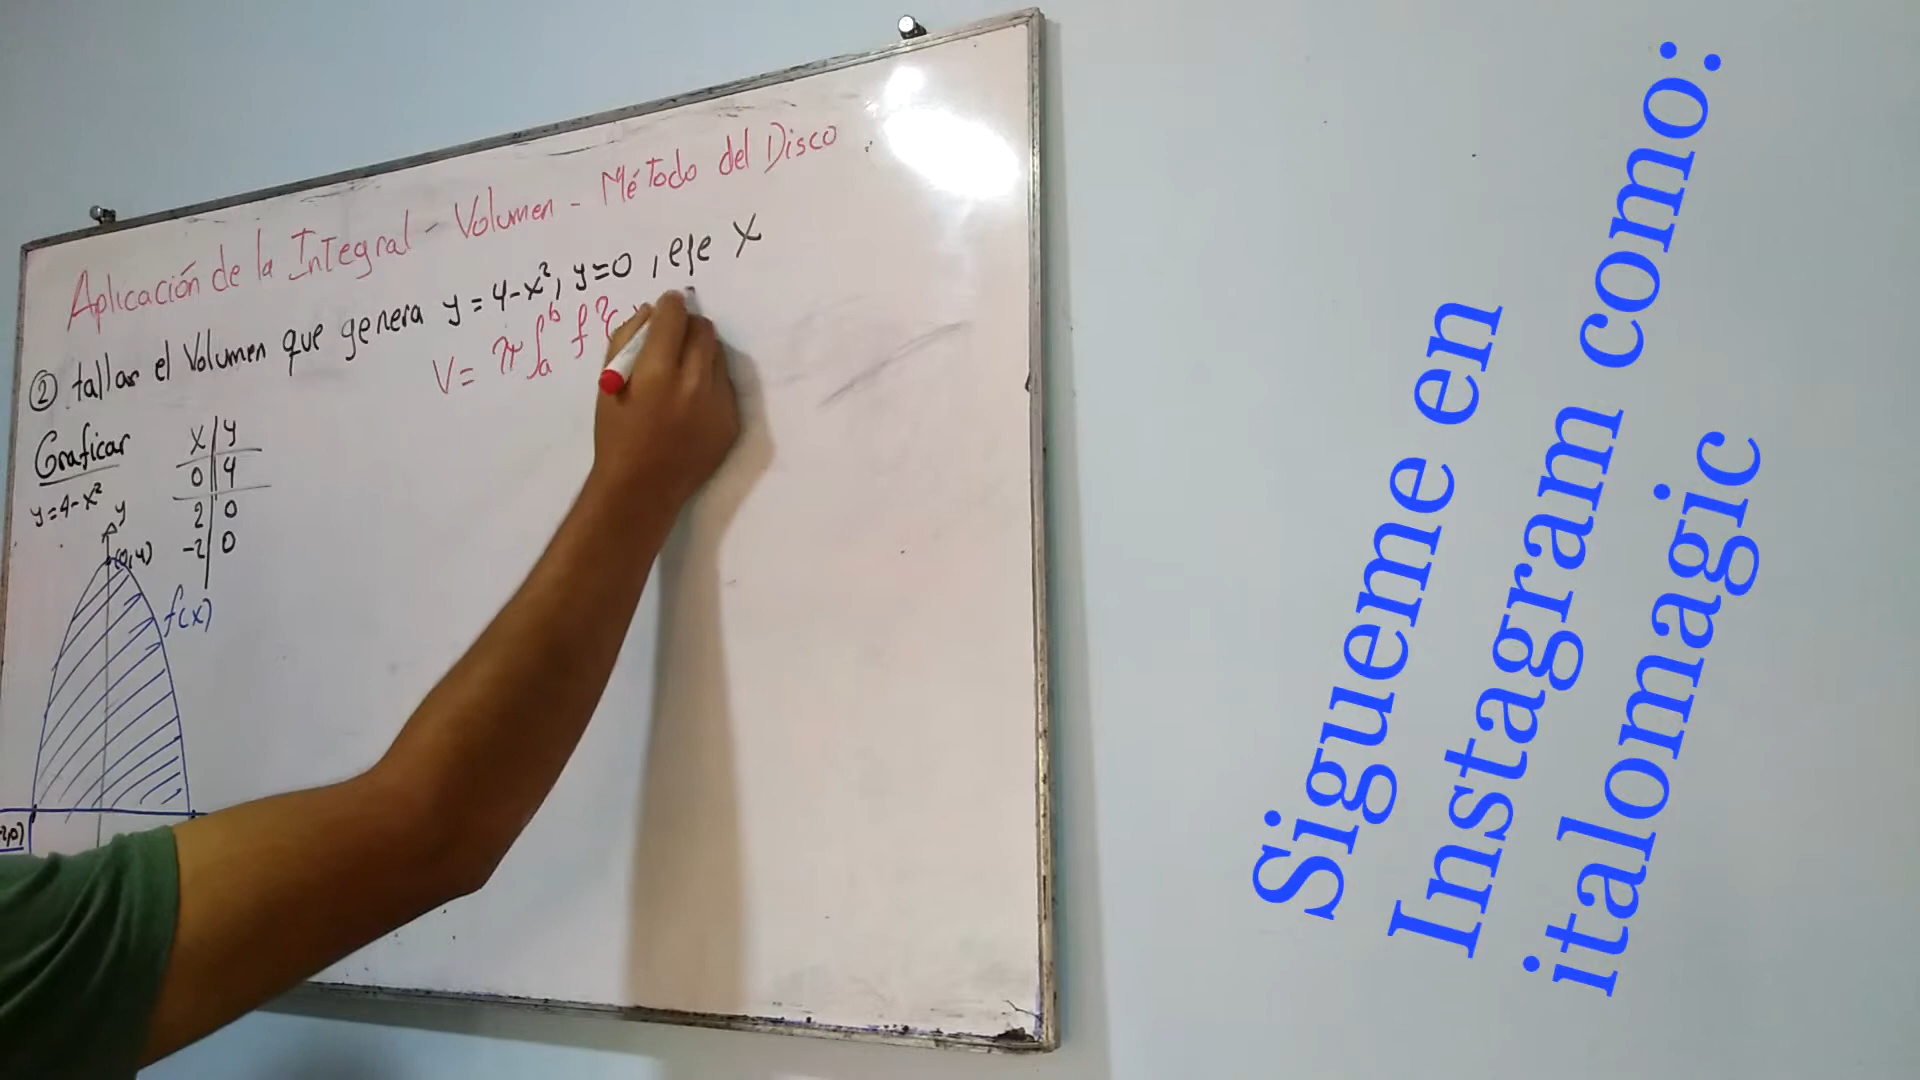 Aplicación de la Integral - Volumen - Método del Disco
② tallar el Volumen que genera y = 4-x², y=0, eje X
V = π∫ₐᵇ f²(x
Graficar
y=4-x²
x | y
0 | 4
2 | 0
-2 | 0
y
(0,4)
f(x)
Sigueme en
Instagram como:
italomagic